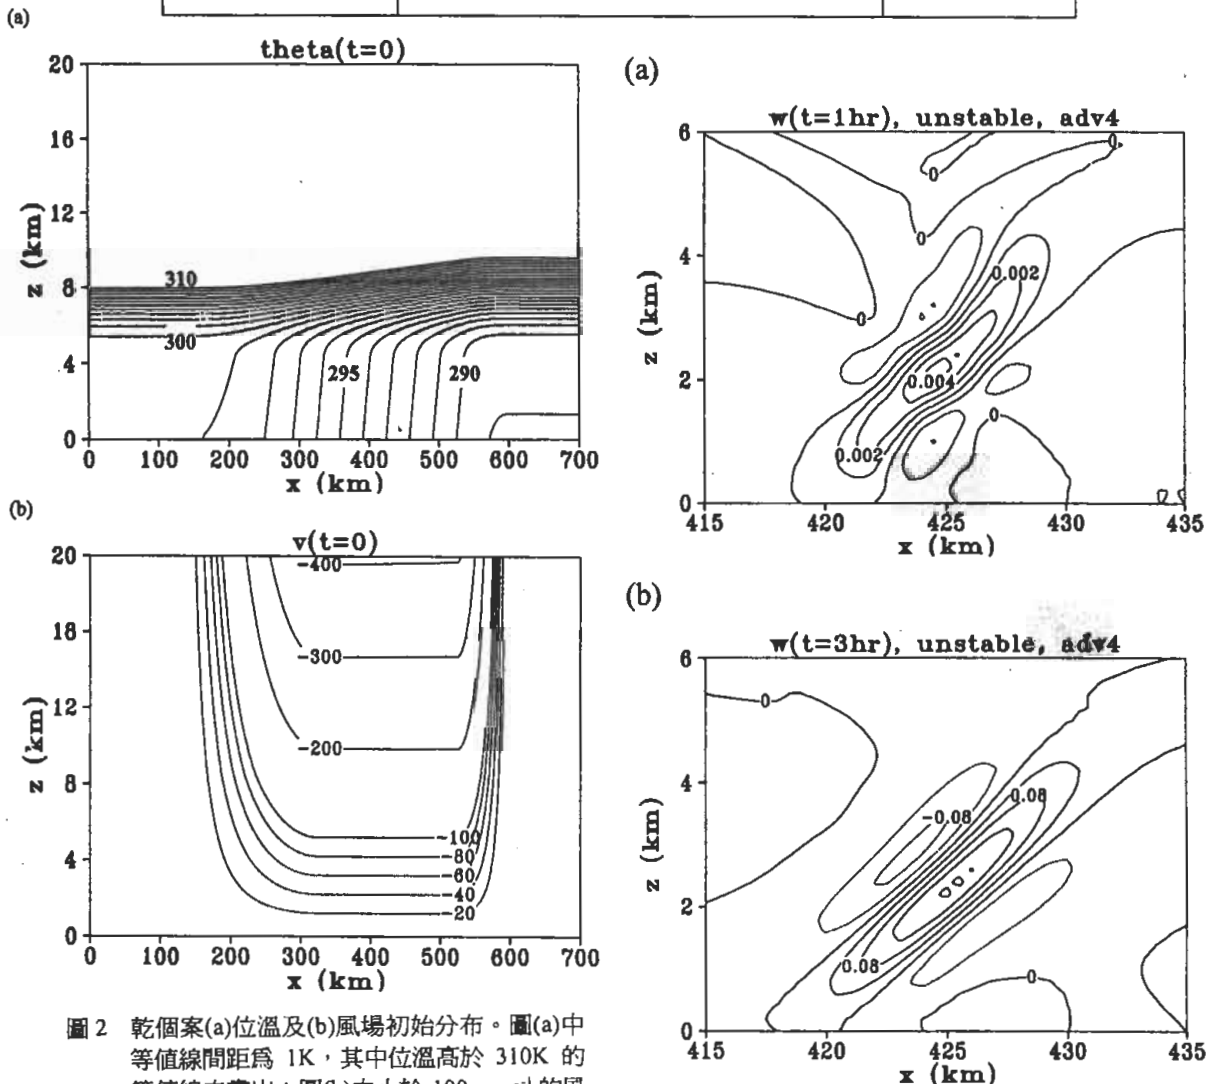 (a)
theta(t=0)
20
16
12
8
4
0
z (km)
310
300
295
290
0 100 200 300 400 500 600 700
x (km)
(b)
v(t=0)
20
18
12
8
4
0
z (km)
-400
-300
-200
-100
-80
-60
-40
-20
0 100 200 300 400 500 600 700
x (km)
圖 2 乾個案(a)位溫及(b)風場初始分布。圖(a)中
等值線間距爲 1K,其中位溫高於 310K 的
(a)
w(t=1hr), unstable, adv4
6
4
2
0
z (km)
0
0
0
0
0.002
0.004
0.002
0
415 420 425 430 435
x (km)
(b)
w(t=3hr), unstable, adv4
6
4
2
0
z (km)
0
0.08
-0.08
0.08
0
415 420 425 430 435
x (km)